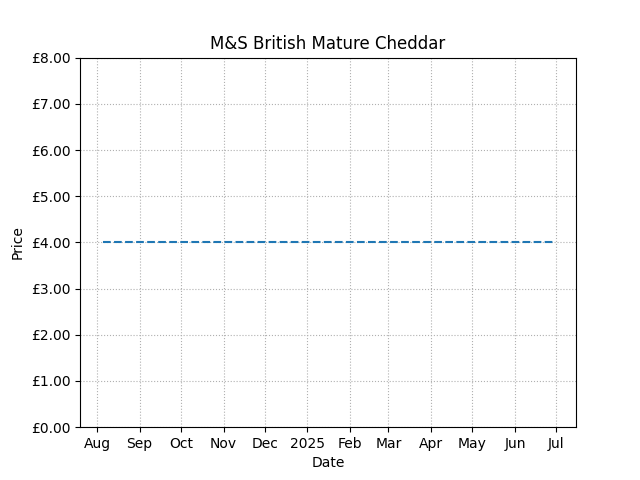 M&S British Mature Cheddar
£8.00
£7.00
£6.00
£5.00
£4.00
£3.00
£2.00
£1.00
£0.00
Price
Aug Sep Oct Nov Dec 2025 Feb Mar Apr May Jun Jul
Date